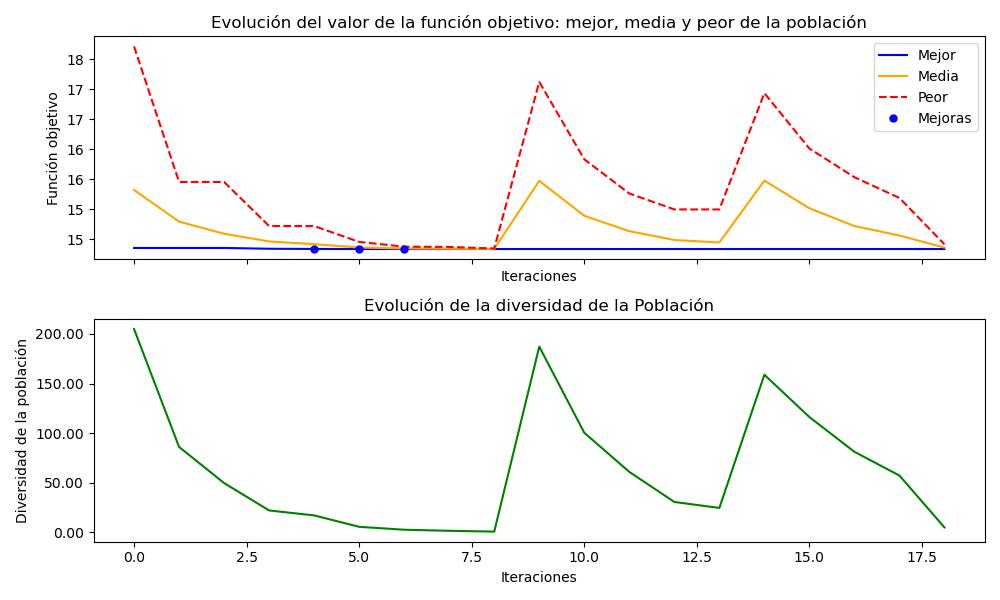 Evolución del valor de la función objetivo: mejor, media y peor de la población
Función objetivo
18
17
17
16
16
15
15
Mejor
Media
Peor
Mejoras
Iteraciones
Evolución de la diversidad de la Población
Diversidad de la población
200.00
150.00
100.00
50.00
0.00
0.0 2.5 5.0 7.5 10.0 12.5 15.0 17.5
Iteraciones